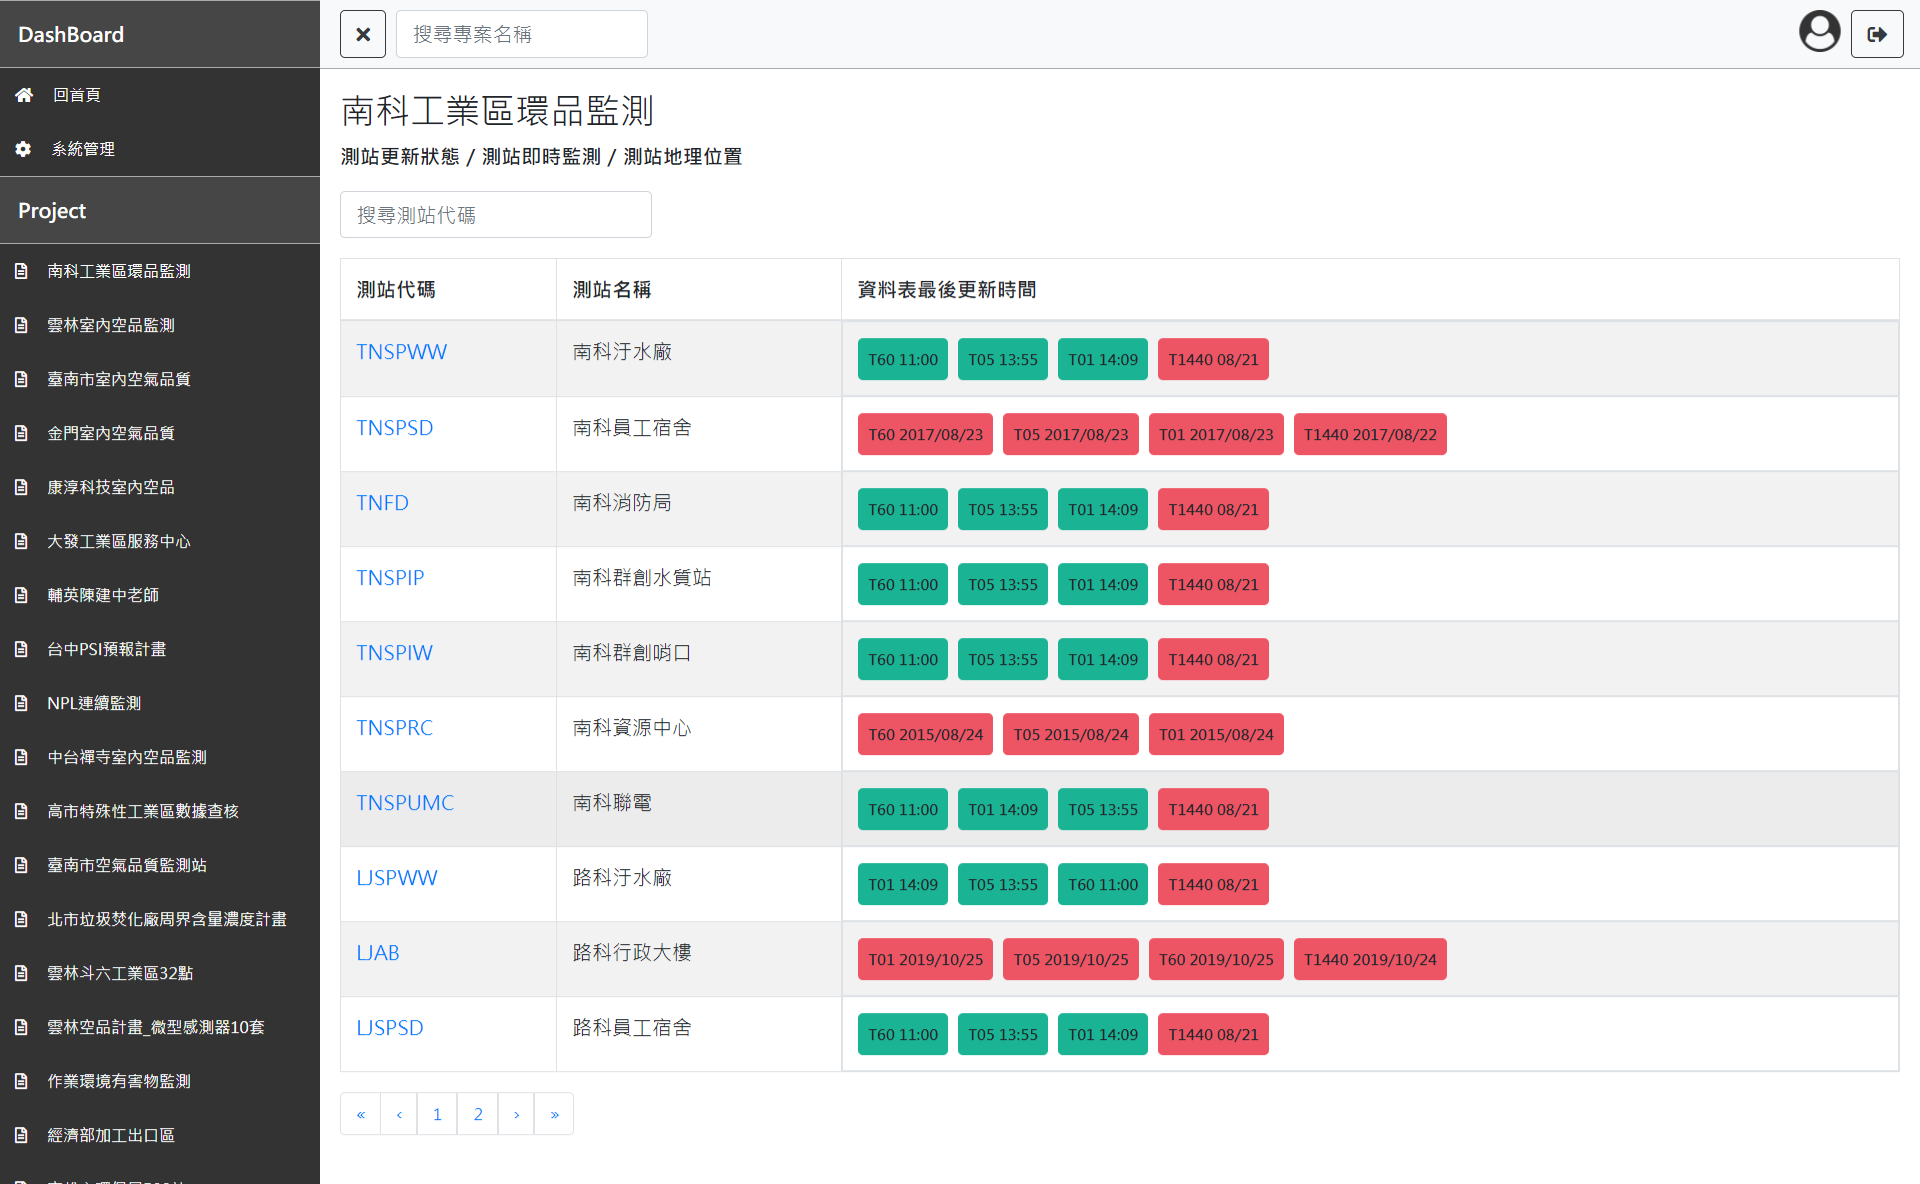 DashBoard
搜尋專案名稱
回首頁
系統管理
Project
南科工業區環品監測
雲林室內空品監測
臺南市室內空氣品質
金門室內空氣品質
康淳科技室內空品
大發工業區服務中心
輔英陳建中老師
台中PSI預報計畫
NPL連續監測
中台禪寺室內空品監測
高市特殊性工業區數據查核
臺南市空氣品質監測站
北市垃圾焚化廠周界含量濃度計畫
雲林斗六工業區32點
雲林空品計畫_微型感測器10套
作業環境有害物監測
經濟部加工出口區
南科工業區環品監測
測站更新狀態 / 測站即時監測 / 測站地理位置
搜尋測站代碼
測站代碼 測站名稱 資料表最後更新時間
TNSPWW 南科汙水廠 T60 11:00 T05 13:55 T01 14:09 T1440 08/21
TNSPSD 南科員工宿舍 T60 2017/08/23 T05 2017/08/23 T01 2017/08/23 T1440 2017/08/22
TNFD 南科消防局 T60 11:00 T05 13:55 T01 14:09 T1440 08/21
TNSPIP 南科群創水質站 T60 11:00 T05 13:55 T01 14:09 T1440 08/21
TNSPIW 南科群創哨口 T60 11:00 T05 13:55 T01 14:09 T1440 08/21
TNSPRC 南科資源中心 T60 2015/08/24 T05 2015/08/24 T01 2015/08/24
TNSPUMC 南科聯電 T60 11:00 T01 14:09 T05 13:55 T1440 08/21
LJSPWW 路科汙水廠 T01 14:09 T05 13:55 T60 11:00 T1440 08/21
LJAB 路科行政大樓 T01 2019/10/25 T05 2019/10/25 T60 2019/10/25 T1440 2019/10/24
LJSPSD 路科員工宿舍 T60 11:00 T05 13:55 T01 14:09 T1440 08/21
« ‹ 1 2 › »